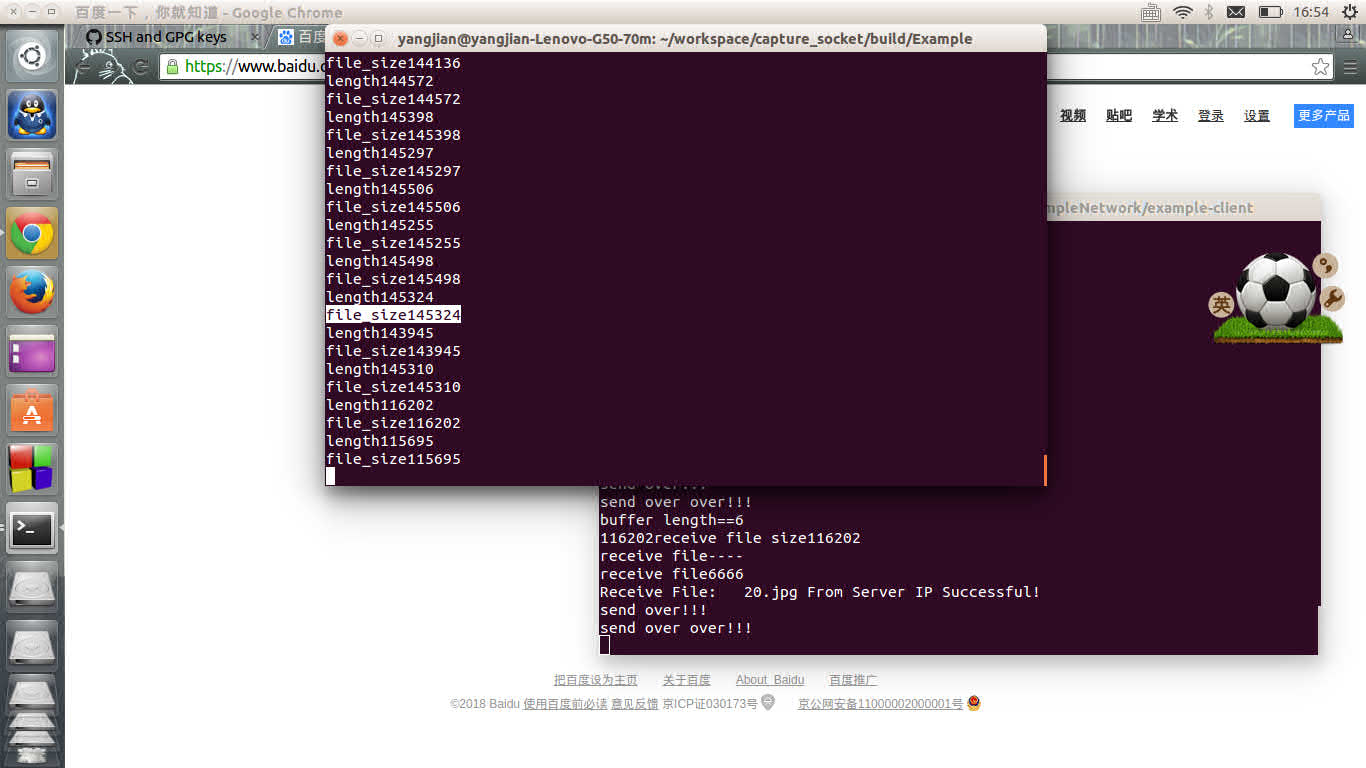 百度一下，你就知道 - Google Chrome
16:54
SSH and GPG keys
百度
yangjian@yangjian-Lenovo-G50-70m: ~/workspace/capture_socket/build/Example
https://www.baidu.c
file_size144136
length144572
file_size144572
length145398
file_size145398
length145297
file_size145297
length145506
file_size145506
length145255
file_size145255
length145498
file_size145498
length145324
file_size145324
length143945
file_size143945
length145310
file_size145310
length116202
file_size116202
length115695
file_size115695
视频 贴吧 学术 登录 设置 更多产品
mpleNetwork/example-client
英
send over!!!
send over over!!!
buffer length==6
116202receive file size116202
receive file----
receive file6666
Receive File:   20.jpg From Server IP Successful!
send over!!!
send over over!!!
把百度设为主页 关于百度 About Baidu 百度推广
©2018 Baidu 使用百度前必读 意见反馈 京ICP证030173号 京公网安备11000002000001号